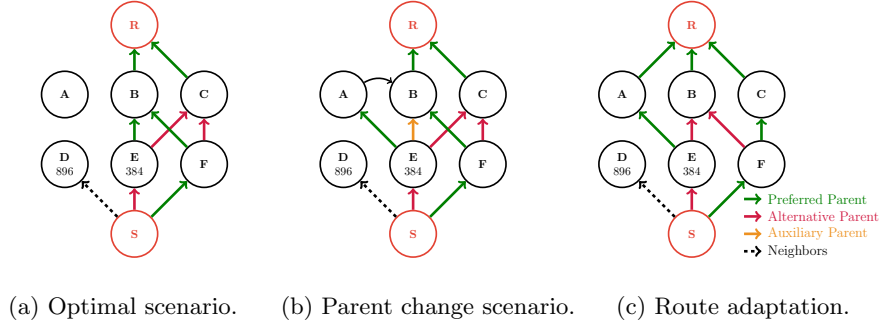 R
R
R
A
B
C
A
B
C
A
B
C
D
896
E
384
F
D
896
E
384
F
D
896
E
384
F
S
S
S
Preferred Parent
Alternative Parent
Auxiliary Parent
Neighbors
(a) Optimal scenario.
(b) Parent change scenario.
(c) Route adaptation.